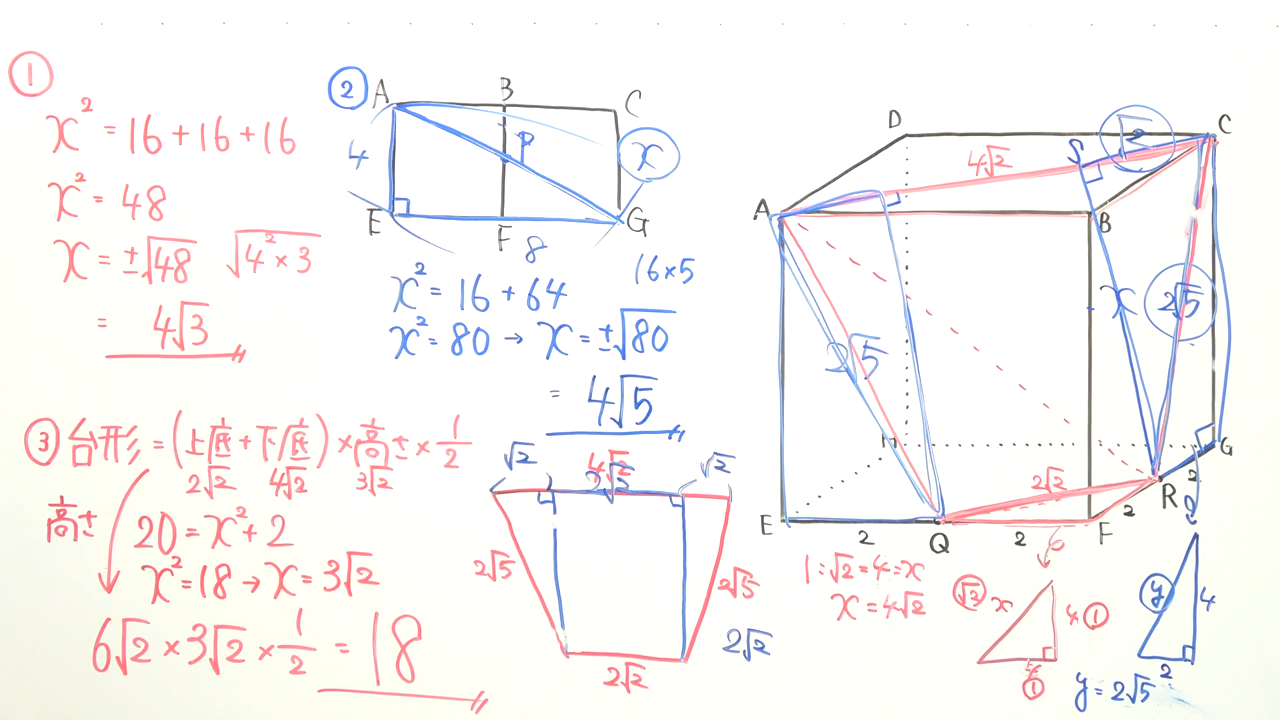 ①
x² = 16 + 16 + 16
x² = 48
x = ±√48 √4²×3
= 4√3
②
A B C
4 P x
E F G
8
x² = 16 + 64
16×5
x² = 80 → x = ±√80
= 4√5
③ 台形 = (上底 + 下底) × 高さ × 1/2
2√2 4√2 3√2
高さ
20 = x² + 2
x² = 18 → x = 3√2
6√2 × 3√2 × 1/2 = 18
4√2
√2 2√2 √2
2√5 2√5
2√2
2√2
D C
4√2 S √2
A B
x 2√5
2√5
H G
2√2 2
R
E 2 Q 2 F 2
1:√2 = 4:x
x = 4√2
√2 x 4 ①
①
y 4
2
y = 2√5